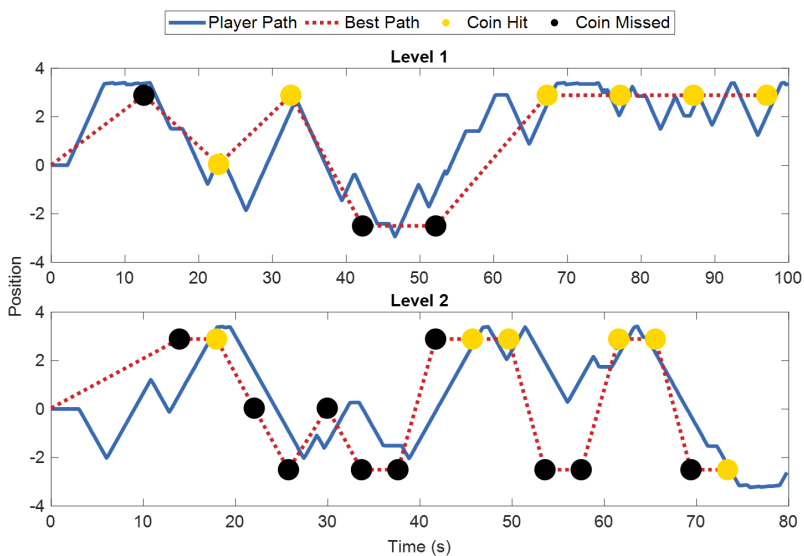 Player Path Best Path Coin Hit Coin Missed
Level 1
4
2
0
-2
-4
0 10 20 30 40 50 60 70 80 90 100
Position
Level 2
4
2
0
-2
-4
0 10 20 30 40 50 60 70 80
Time (s)